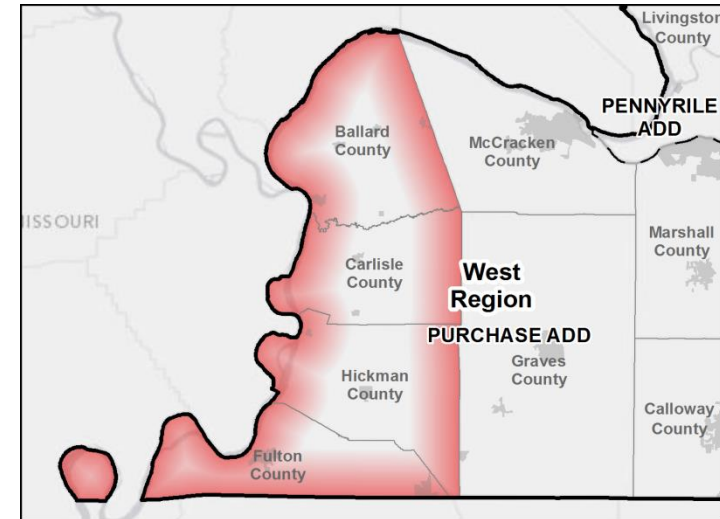 Livingston
County
PENNYRILE
ADD
Ballard
County
McCracken
County
ISSOURI
Marshall
County
Carlisle
County
West
Region
PURCHASE ADD
Graves
County
Hickman
County
Calloway
County
Fulton
County